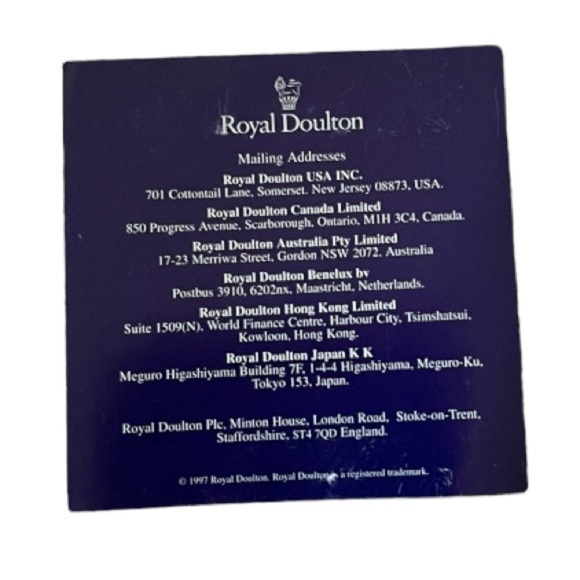 Royal Doulton
Mailing Addresses
Royal Doulton USA INC.
701 Cottontail Lane, Somerset. New Jersey 08873, USA.
Royal Doulton Canada Limited
850 Progress Avenue, Scarborough, Ontario, M1H 3C4, Canada.
Royal Doulton Australia Pty Limited
17-23 Merriwa Street, Gordon NSW 2072. Australia
Royal Doulton Benelux bv
Postbus 3910, 6202nx, Maastricht, Netherlands.
Royal Doulton Hong Kong Limited
Suite 1509(N), World Finance Centre, Harbour City, Tsimshatsui,
Kowloon, Hong Kong.
Royal Doulton Japan K K
Meguro Higashiyama Building 7F, 1-4-4 Higashiyama, Meguro-Ku,
Tokyo 153, Japan.
Royal Doulton Plc, Minton House, London Road, Stoke-on-Trent,
Staffordshire, ST4 7QD England.
© 1997 Royal Doulton. Royal Doulton is a registered trademark.